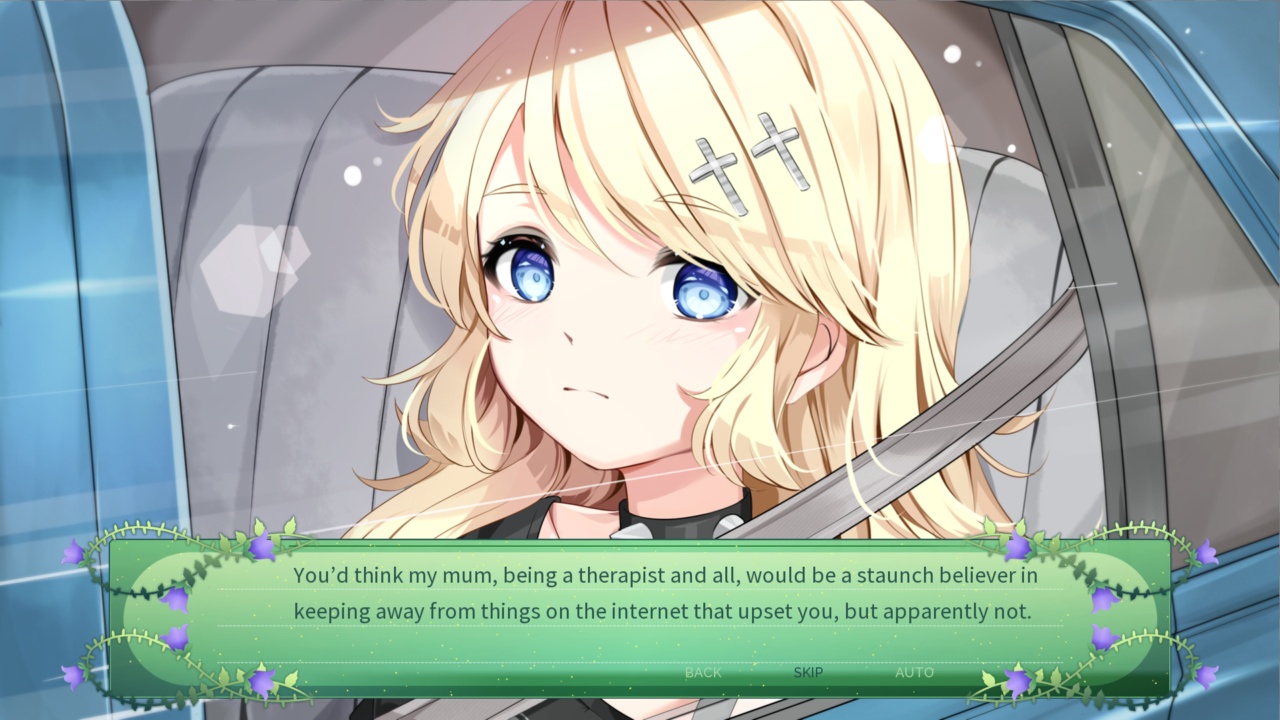 You’d think my mum, being a therapist and all, would be a staunch believer in
keeping away from things on the internet that upset you, but apparently not.
BACK SKIP AUTO